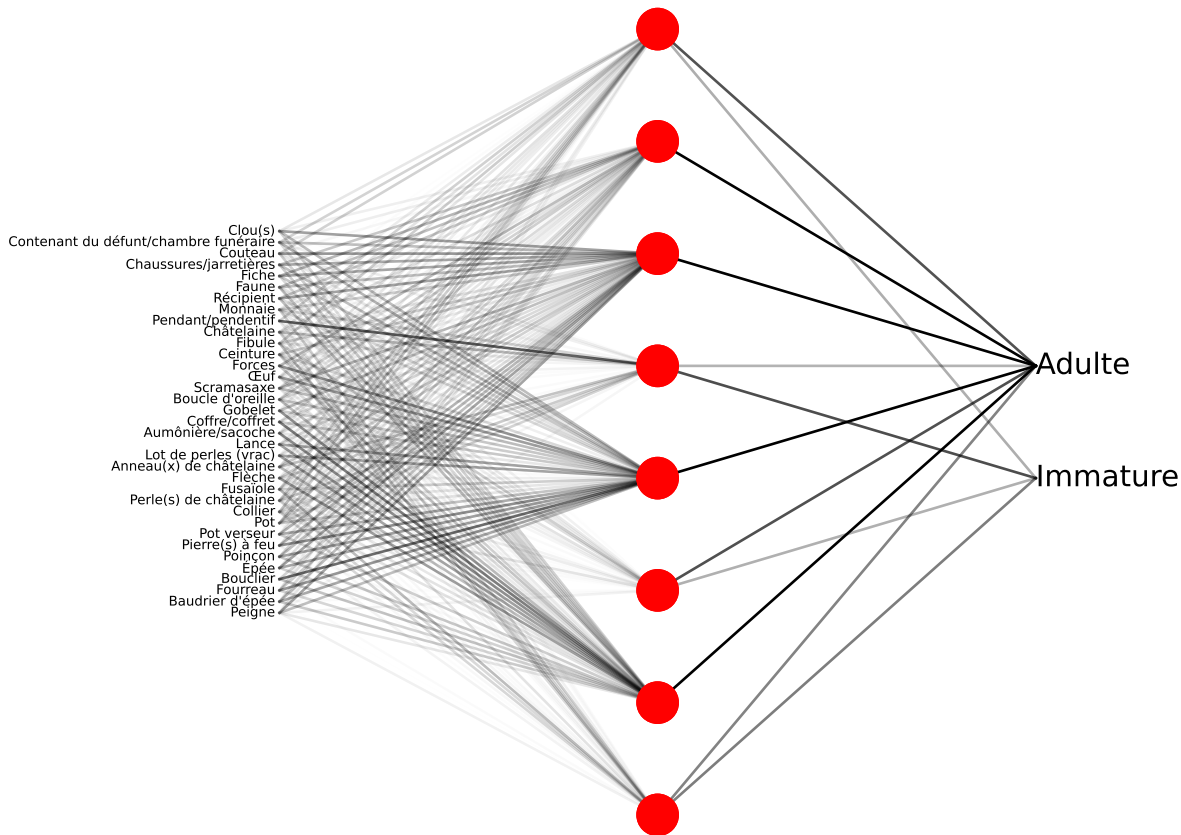 Clou(s)
Contenant du défunt/chambre funéraire
Couteau
Chaussures/jarretières
Fiche
Faune
Récipient
Monnaie
Pendant/pendentif
Châtelaine
Fibule
Ceinture
Forces
Œuf
Scramasaxe
Boucle d'oreille
Gobelet
Coffre/coffret
Aumônière/sacoche
Lance
Lot de perles (vrac)
Anneau(x) de châtelaine
Flèche
Fusaïole
Perle(s) de châtelaine
Collier
Pot
Pot verseur
Pierre(s) à feu
Poinçon
Épée
Bouclier
Fourreau
Baudrier d'épée
Peigne
Adulte
Immature